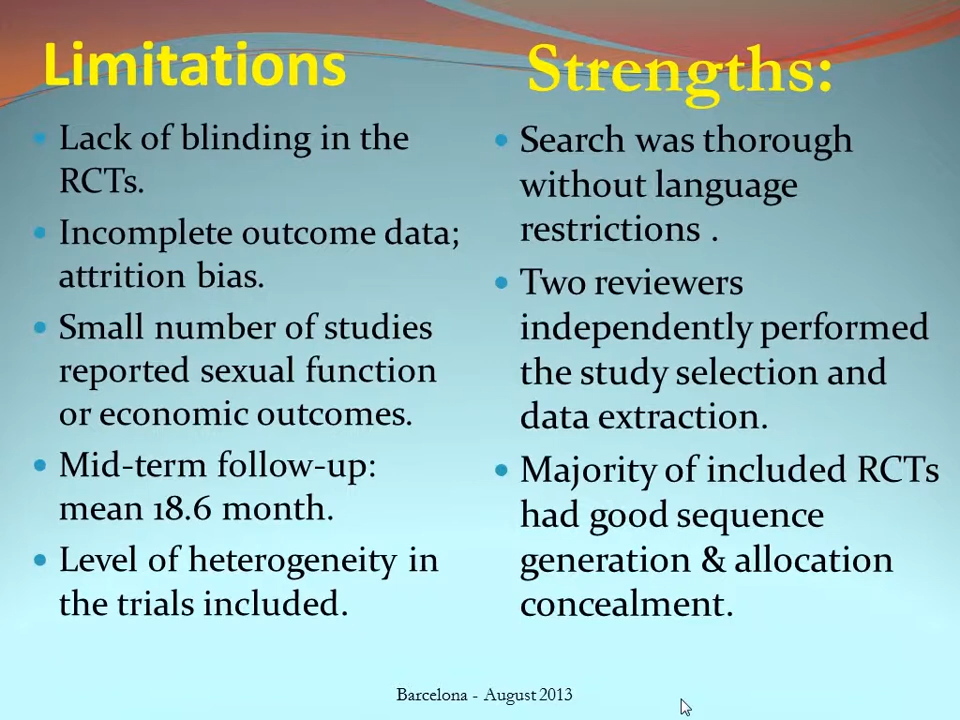 Limitations
Lack of blinding in the
RCTs.
Incomplete outcome data;
attrition bias.
Small number of studies
reported sexual function
or economic outcomes.
Mid-term follow-up:
mean 18.6 month.
Level of heterogeneity in
the trials included.
Strengths:
Search was thorough
without language
restrictions .
Two reviewers
independently performed
the study selection and
data extraction.
Majority of included RCTs
had good sequence
generation & allocation
concealment.
Barcelona - August 2013